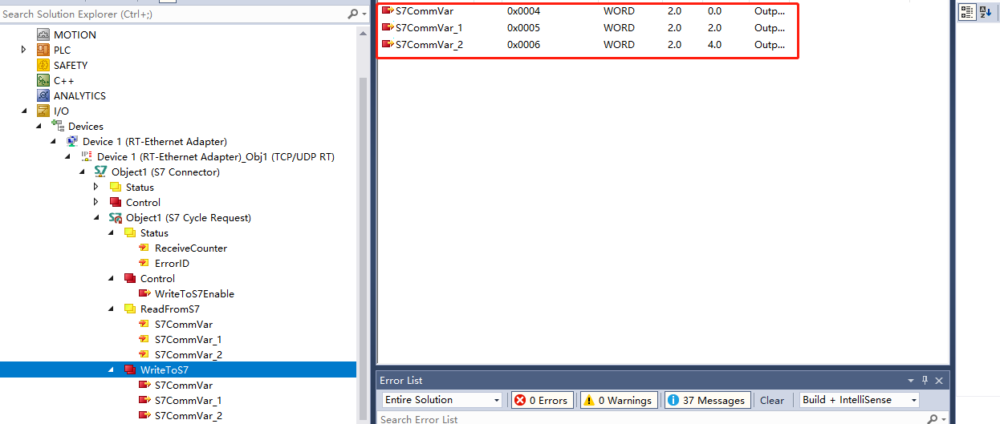 Search Solution Explorer (Ctrl+;)
MOTION
PLC
SAFETY
C++
ANALYTICS
I/O
Devices
Device 1 (RT-Ethernet Adapter)
Device 1 (RT-Ethernet Adapter)_Obj1 (TCP/UDP RT)
Object1 (S7 Connector)
Status
Control
Object1 (S7 Cycle Request)
Status
ReceiveCounter
ErrorID
Control
WriteToS7Enable
ReadFromS7
S7CommVar
S7CommVar_1
S7CommVar_2
WriteToS7
S7CommVar
S7CommVar_1
S7CommVar_2
S7CommVar 0x0004 WORD 2.0 0.0 Outp...
S7CommVar_1 0x0005 WORD 2.0 2.0 Outp...
S7CommVar_2 0x0006 WORD 2.0 4.0 Outp...
Error List
Entire Solution 0 Errors 0 Warnings 37 Messages Clear Build + IntelliSense
Search Error List